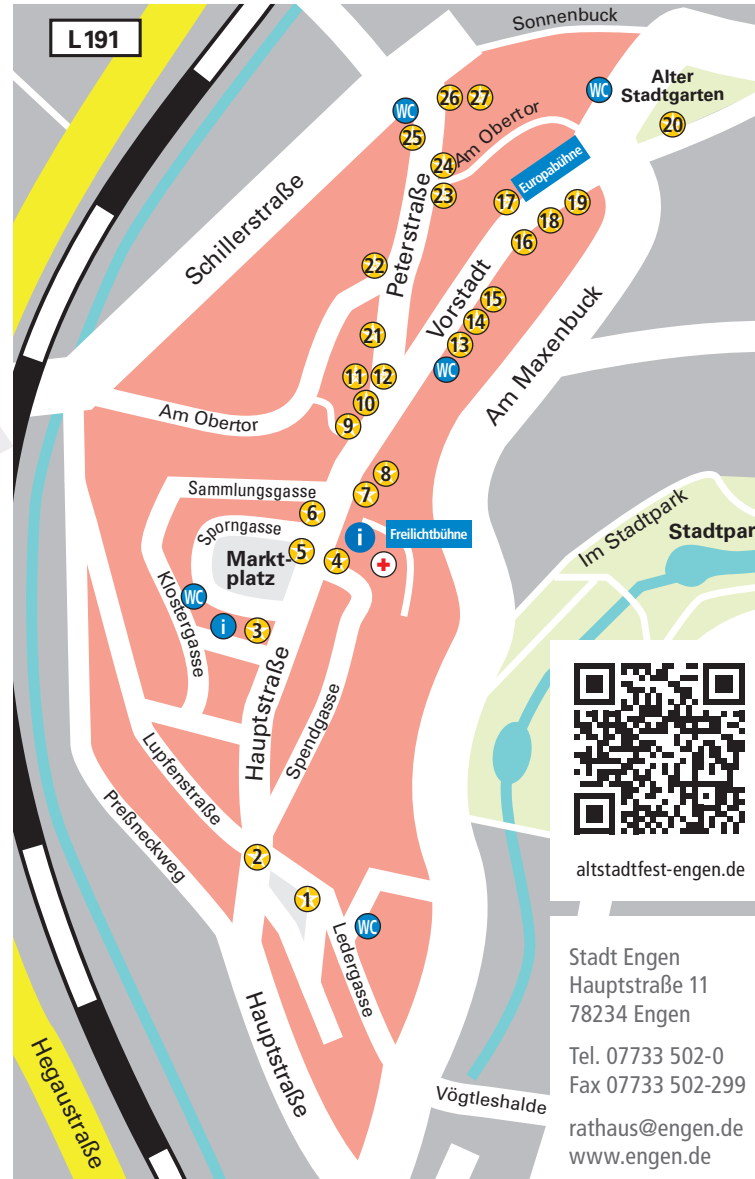 L 191
Sonnenbuck
WC
Alter
Stadtgarten
20
26
27
WC
25
Am Obertor
24
23
Europabühne
17
19
18
16
Schillerstraße
Peterstraße
22
Vorstadt
15
14
13
WC
Am Maxenbuck
21
11
12
10
9
Am Obertor
8
7
Sammlungsgasse
6
Sporngasse
i
Freilichtbühne
5
4
Markt-
platz
Im Stadtpark
Stadtpar
WC
Klostergasse
i
3
Hauptstraße
Spendgasse
Lupfenstraße
Preßneckweg
2
1
WC
Ledergasse
Hauptstraße
Hegaustraße
Vögtleshalde
altstadtfest-engen.de
Stadt Engen
Hauptstraße 11
78234 Engen
Tel. 07733 502-0
Fax 07733 502-299
rathaus@engen.de
www.engen.de